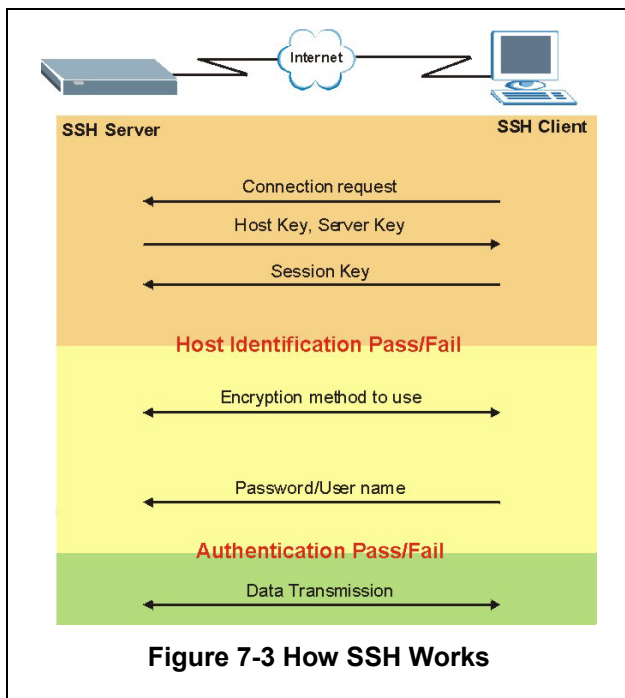 Internet
SSH Server
SSH Client
Connection request
Host Key, Server Key
Session Key
Host Identification Pass/Fail
Encryption method to use
Password/User name
Authentication Pass/Fail
Data Transmission
Figure 7-3 How SSH Works